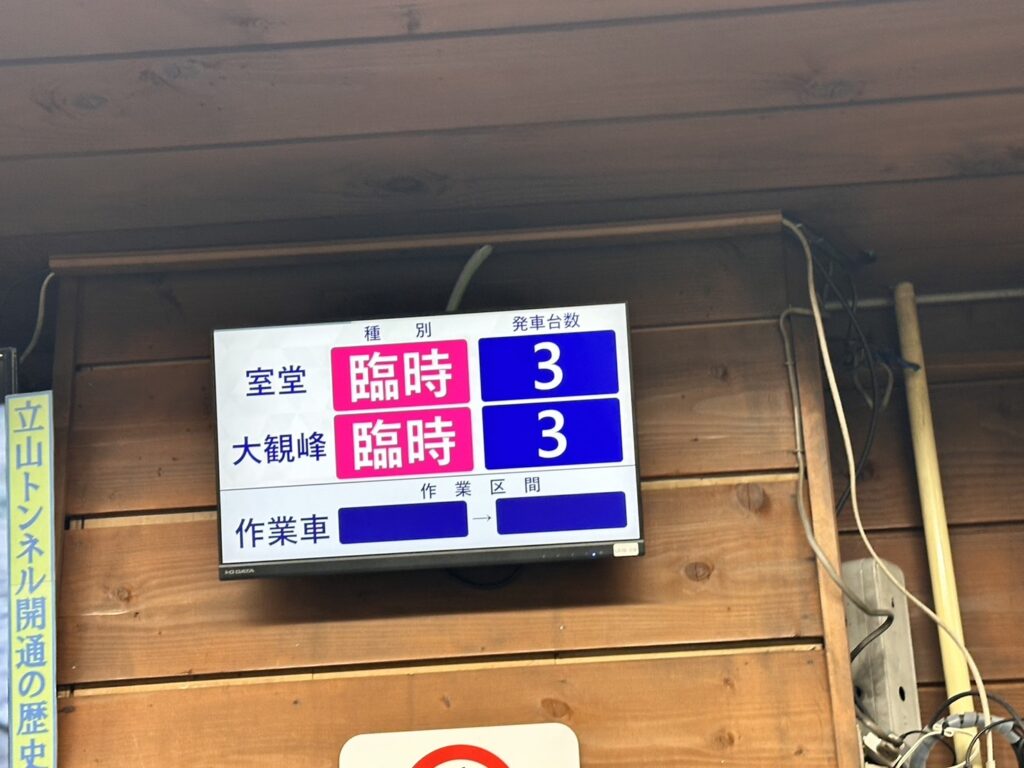 種別 発車台数
室堂 臨時 3
大観峰 臨時 3
作業区間
作業車 →
I-O DATA
立山トンネル開通の歴史